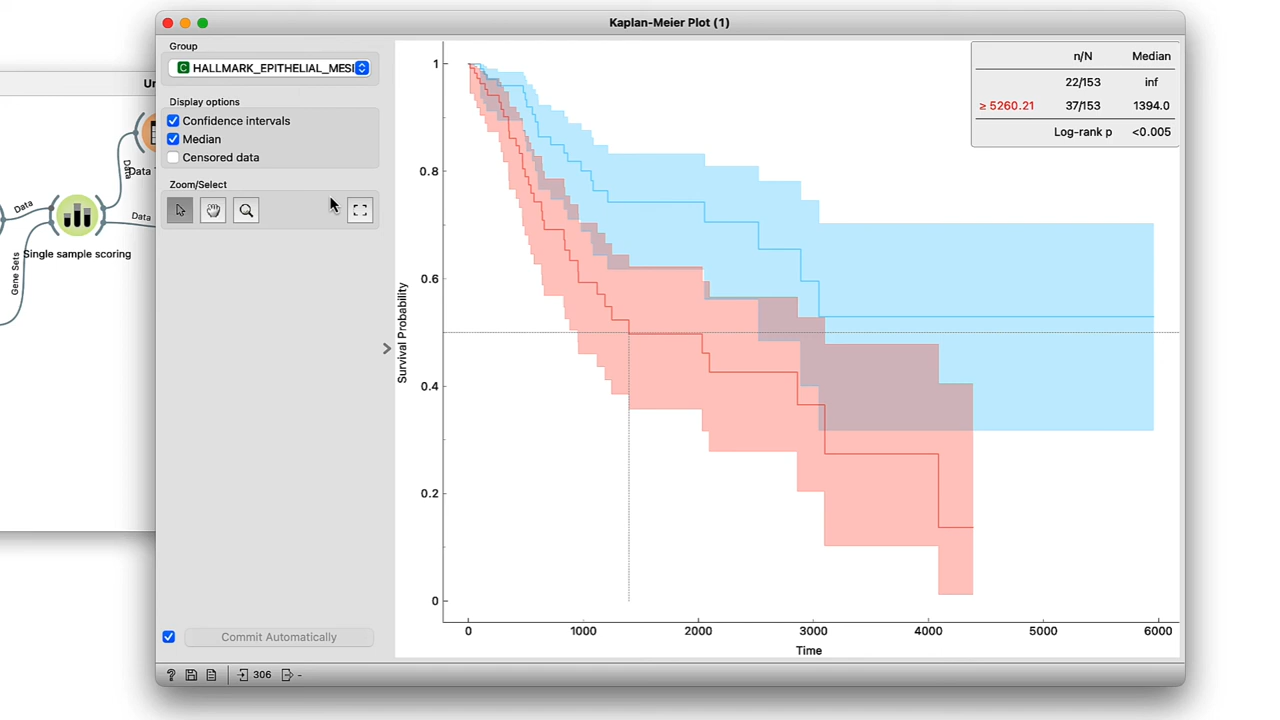 Kaplan-Meier Plot (1)
Un
Data
Data
Data T
Data
Single sample scoring
Gene Sets
Group
C HALLMARK_EPITHELIAL_MESI
Display options
Confidence intervals
Median
Censored data
Zoom/Select
Commit Automatically
306
-
n/N Median
22/153 inf
≥ 5260.21 37/153 1394.0
Log-rank p <0.005
Survival Probability
1
0.8
0.6
0.4
0.2
0
0 1000 2000 3000 4000 5000 6000
Time